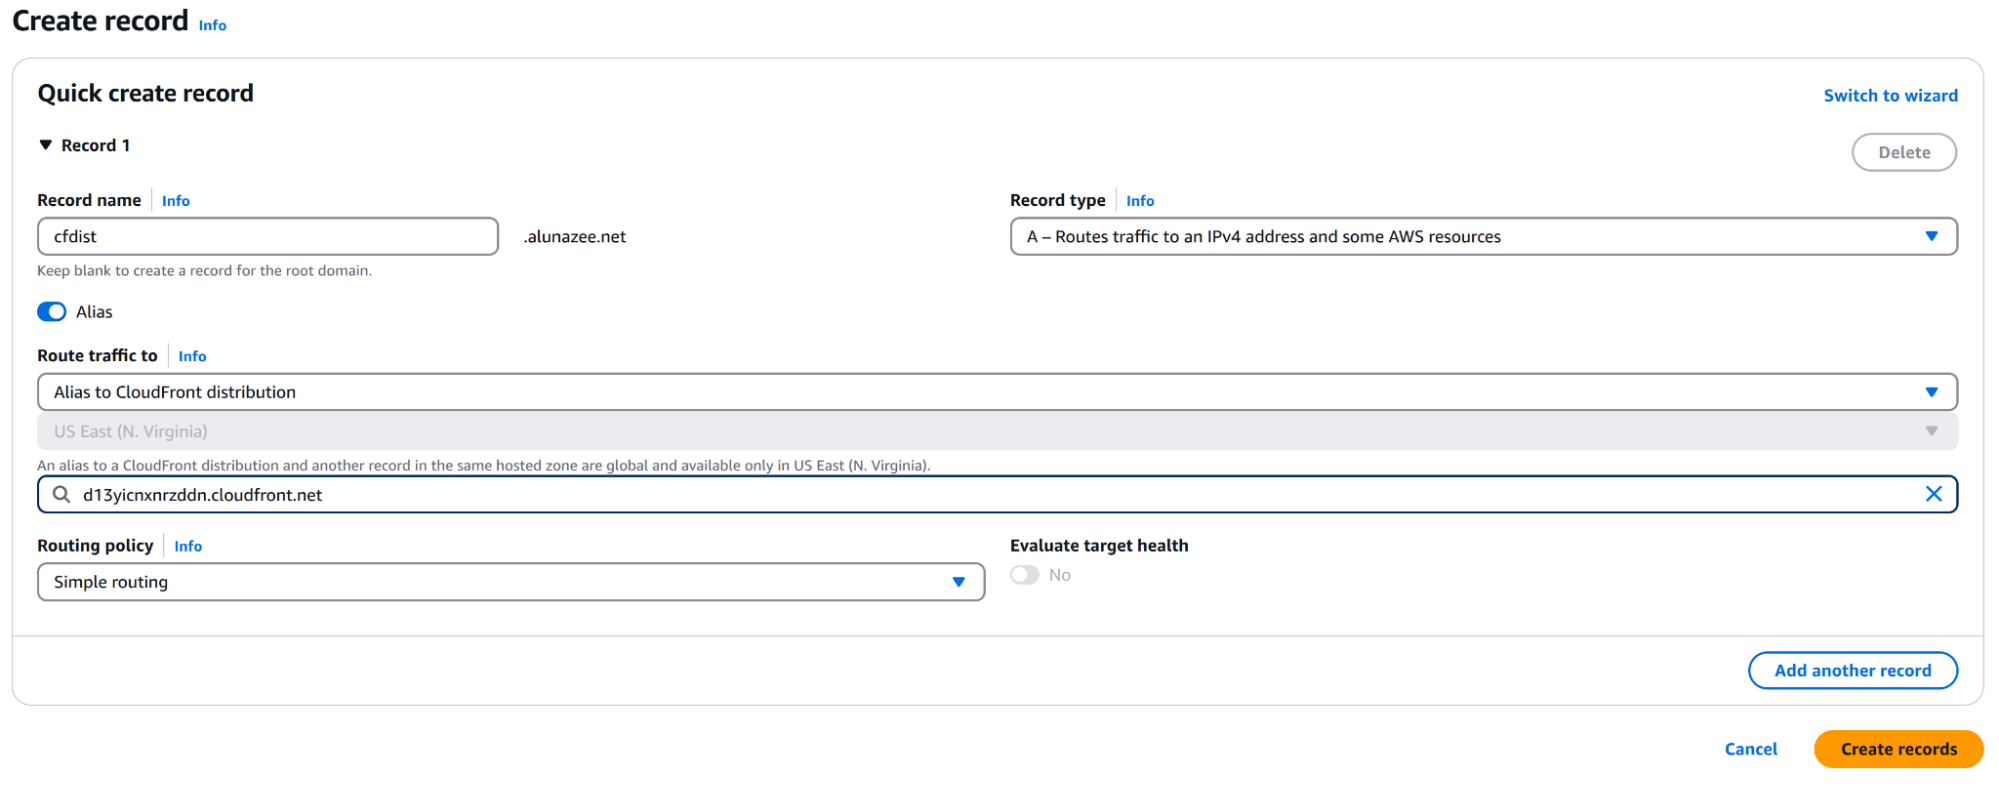 Create record Info
Quick create record
Switch to wizard
Record 1
Delete
Record name Info
cfdist
.alunazee.net
Keep blank to create a record for the root domain.
Record type Info
A – Routes traffic to an IPv4 address and some AWS resources
Alias
Route traffic to Info
Alias to CloudFront distribution
US East (N. Virginia)
An alias to a CloudFront distribution and another record in the same hosted zone are global and available only in US East (N. Virginia).
d13yicnxnrzddn.cloudfront.net
Routing policy Info
Simple routing
Evaluate target health
No
Add another record
Cancel
Create records